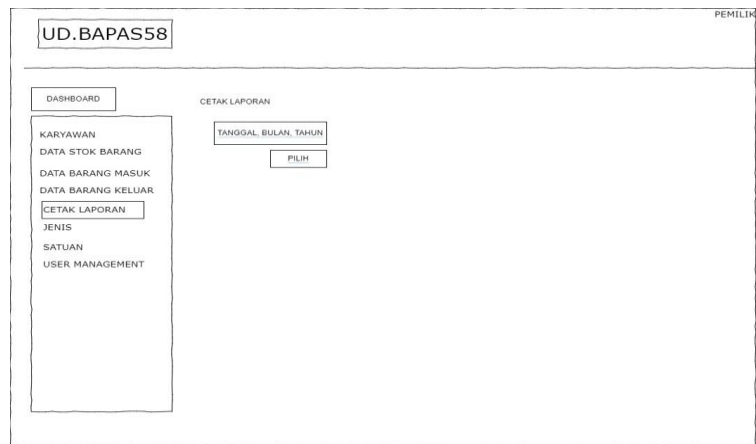 PEMILIK
UD.BAPAS58
DASHBOARD
CETAK LAPORAN
KARYAWAN
DATA STOK BARANG
DATA BARANG MASUK
DATA BARANG KELUAR
CETAK LAPORAN
JENIS
SATUAN
USER MANAGEMENT
TANGGAL, BULAN, TAHUN
PILIH